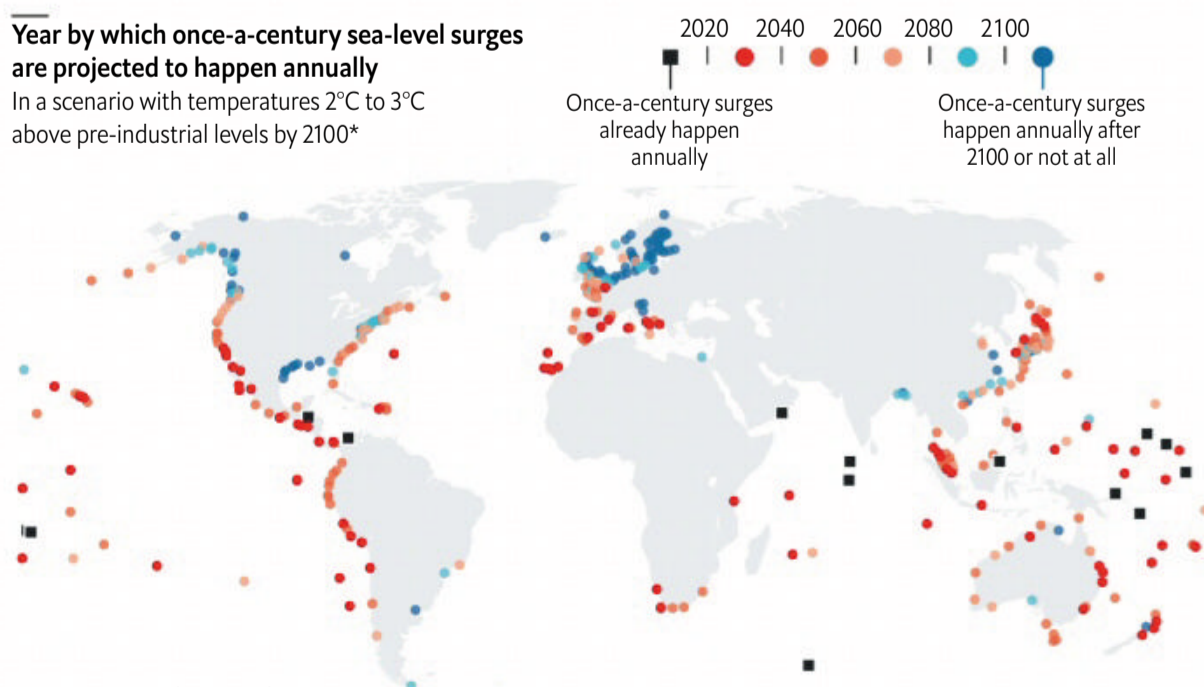 Year by which once-a-century sea-level surges
are projected to happen annually
In a scenario with temperatures 2°C to 3°C
above pre-industrial levels by 2100*
2020 2040 2060 2080 2100
Once-a-century surges
already happen
annually
Once-a-century surges
happen annually after
2100 or not at all